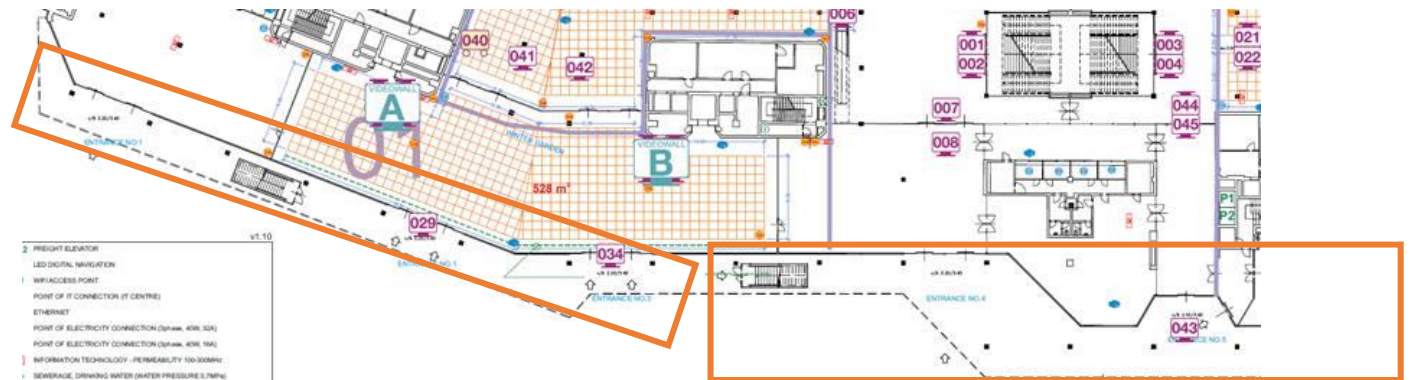 006
040
041
042
001
002
003
004
021
022
VIDEOWALL
A
01
007
008
044
045
WINTER GARDEN
VIDEOWALL
B
ENTRANCE NO.1
528 m²
P1
P2
029
034
ENTRANCE NO.1
ENTRANCE NO.3
ENTRANCE NO.4
043
ENTRANCE NO.5
v1.10
FREIGHT ELEVATOR
LED DIGITAL NAVIGATION
WIFI ACCESS POINT
POINT OF IT CONNECTION (IT CENTRE)
ETHERNET
POINT OF ELECTRICITY CONNECTION (3phase, 40W, 32A)
POINT OF ELECTRICITY CONNECTION (3phase, 40W, 16A)
INFORMATION TECHNOLOGY - PERMEABILITY 100-300MHz
SEWERAGE, DRINKING WATER (WATER PRESSURE 0,7MPa)